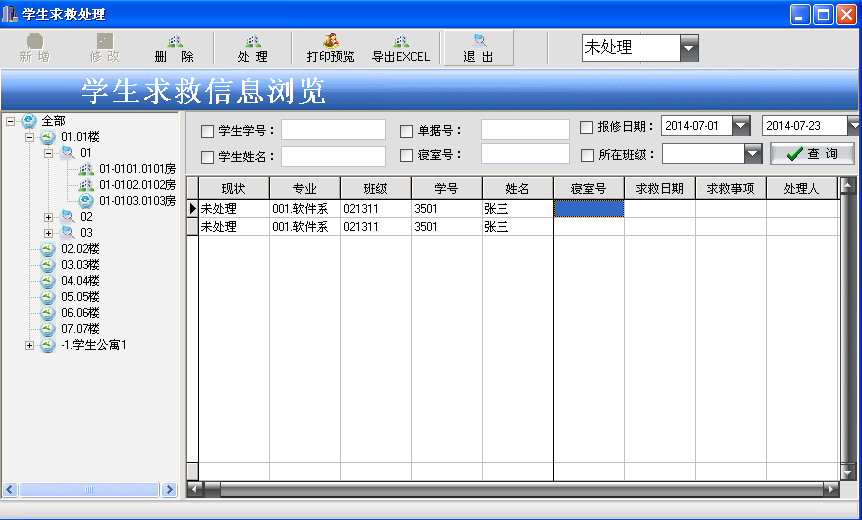 学生求救处理
新 增 修 改 删 除 处 理 打印预览 导出EXCEL 退 出 未处理
学生求救信息浏览
全部
01.01楼
01
01-0101.0101房
01-0102.0102房
01-0103.0103房
02
03
02.02楼
03.03楼
04.04楼
05.05楼
06.06楼
07.07楼
-1.学生公寓1
学生学号： 单据号： 报修日期： 2014-07-01 2014-07-23
学生姓名： 寝室号： 所在班级： 查 询
现状 专业 班级 学号 姓名 寝室号 求救日期 求救事项 处理人
未处理 001.软件系 021311 3501 张三
未处理 001.软件系 021311 3501 张三